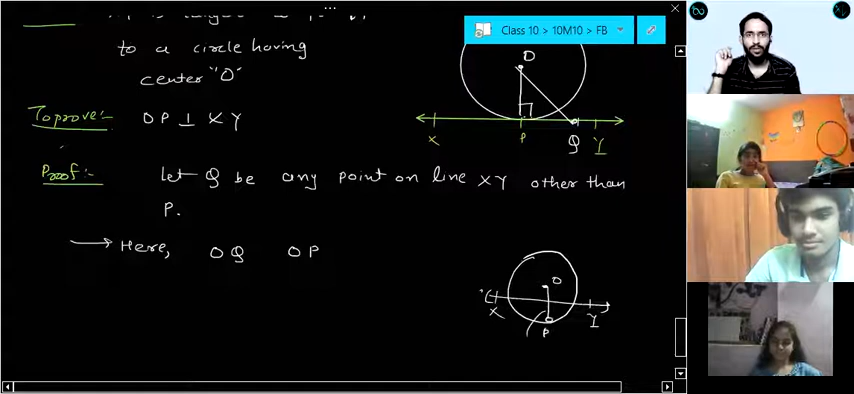 Class 10 > 10M10 > FB
to a circle having
center "O"
To prove:- OP ⊥ XY
Proof:- Let Q be any point on line XY other than
P.
→ Here, OQ OP
O
X P Q Y
O
X P Y